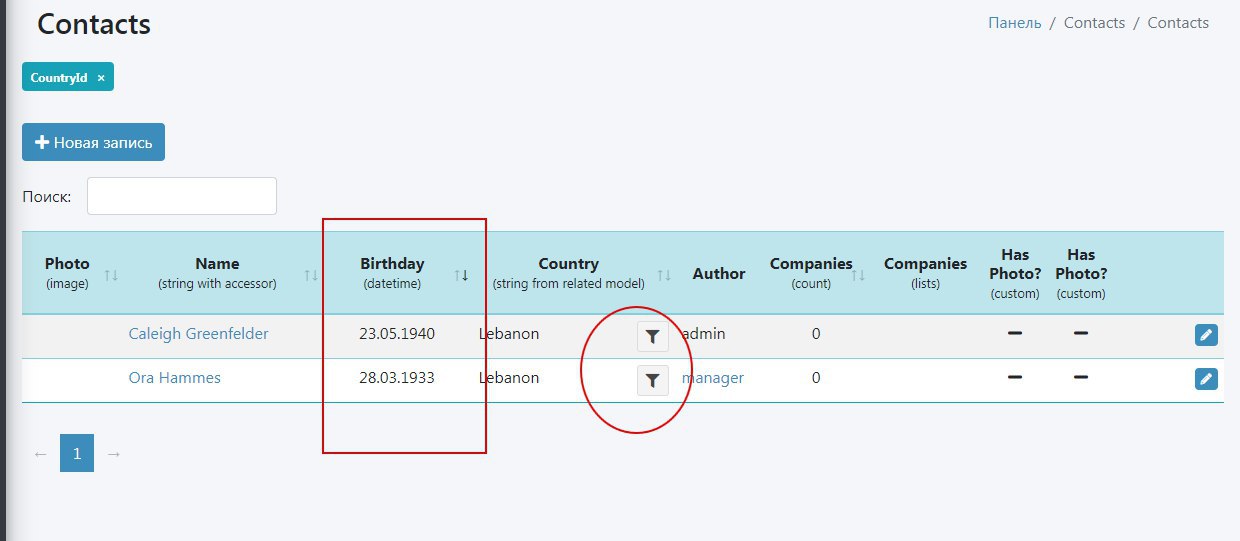 Contacts
Панель / Contacts / Contacts
CountryId ×
+ Новая запись
Поиск:
Photo
(image)
Name
(string with accessor)
Birthday
(datetime)
Country
(string from related model)
Author
Companies
(count)
Companies
(lists)
Has
Photo?
(custom)
Has
Photo?
(custom)
Caleigh Greenfelder 23.05.1940 Lebanon admin 0
Ora Hammes 28.03.1933 Lebanon manager 0
← 1 →